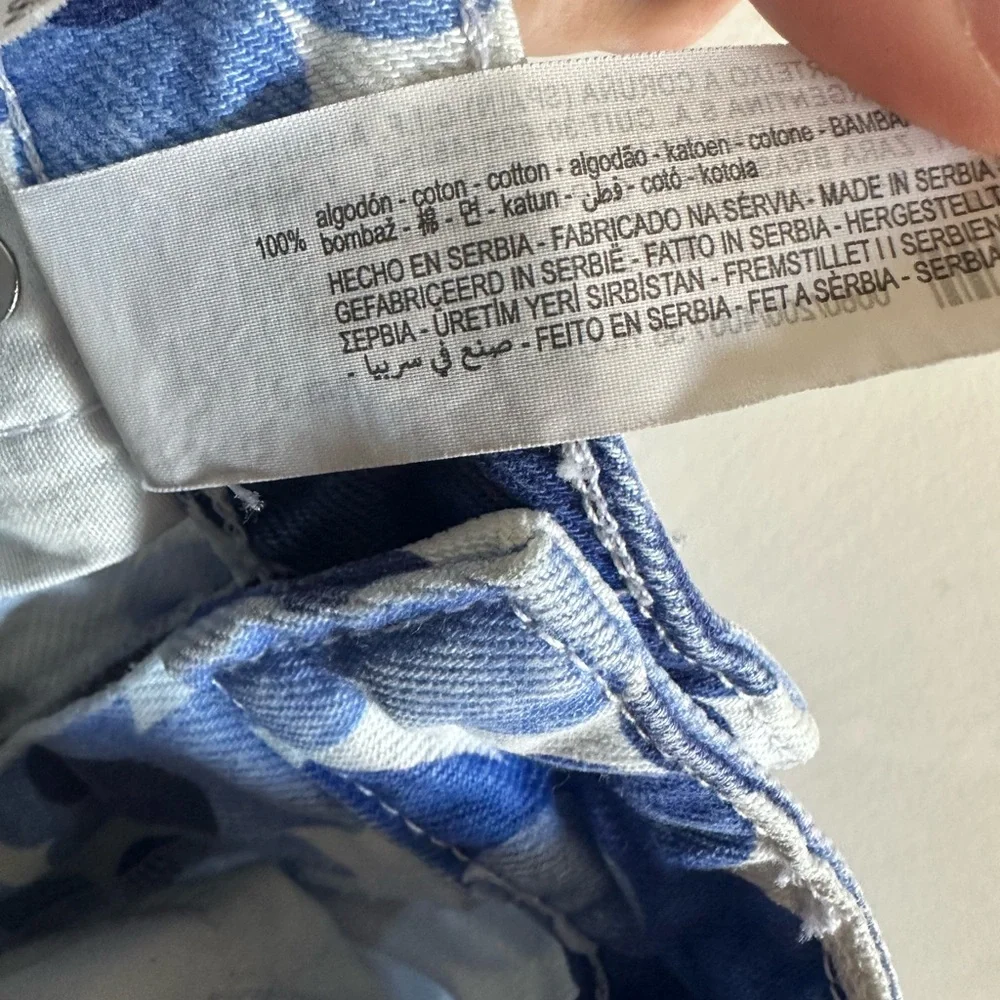 algodón - coton - cotton - algodão - katoen - cotone -
100% bombaž - 棉 - 면 - katun - قطن - cotó - kotola
HECHO EN SERBIA - FABRICADO NA SÉRVIA - MADE IN SERBIA -
GEFABRICEERD IN SERBIË - FATTO IN SERBIA - HERGESTELLT
ΣΕΡΒΙΑ - ÜRETİM YERİ SIRBİSTAN - FREMSTILLET I SERBIEN
صنع في سربيا - FEITO EN SERBIA - FET A SÈRBIA - SERBIA